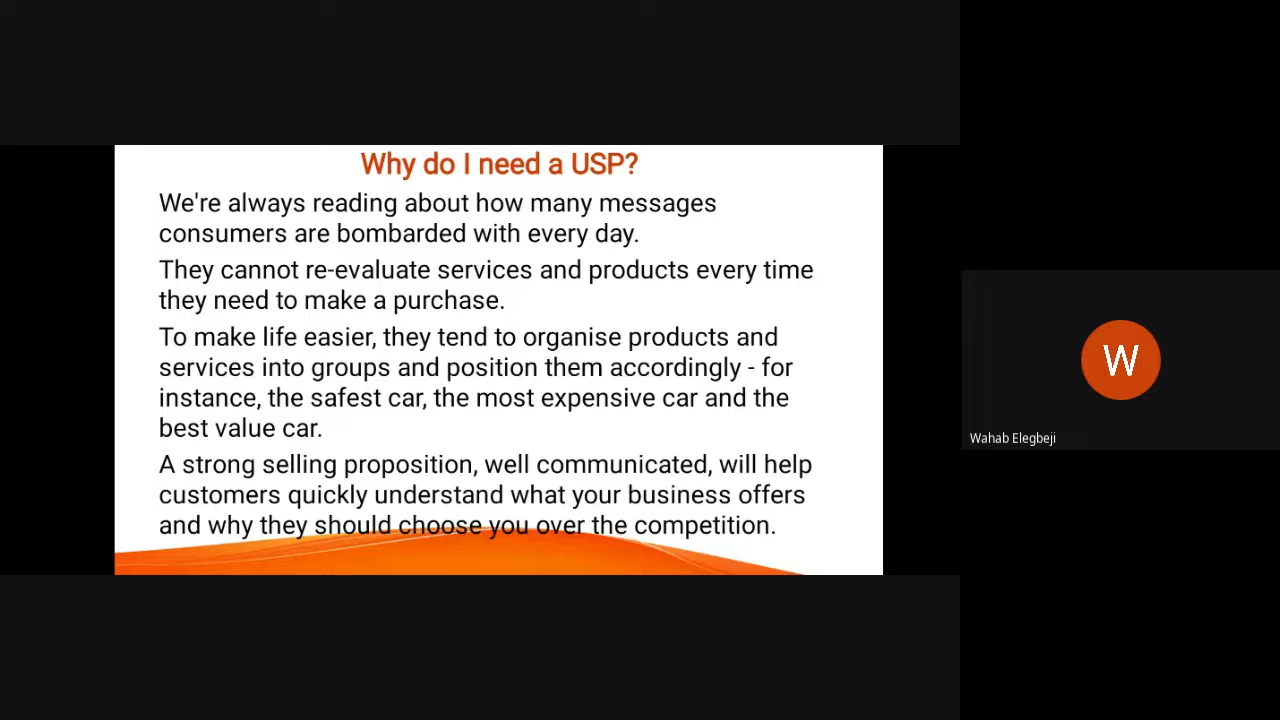 Why do I need a USP?
We're always reading about how many messages
consumers are bombarded with every day.
They cannot re-evaluate services and products every time
they need to make a purchase.
To make life easier, they tend to organise products and
services into groups and position them accordingly - for
instance, the safest car, the most expensive car and the
best value car.
A strong selling proposition, well communicated, will help
customers quickly understand what your business offers
and why they should choose you over the competition.
W
Wahab Elegbeji